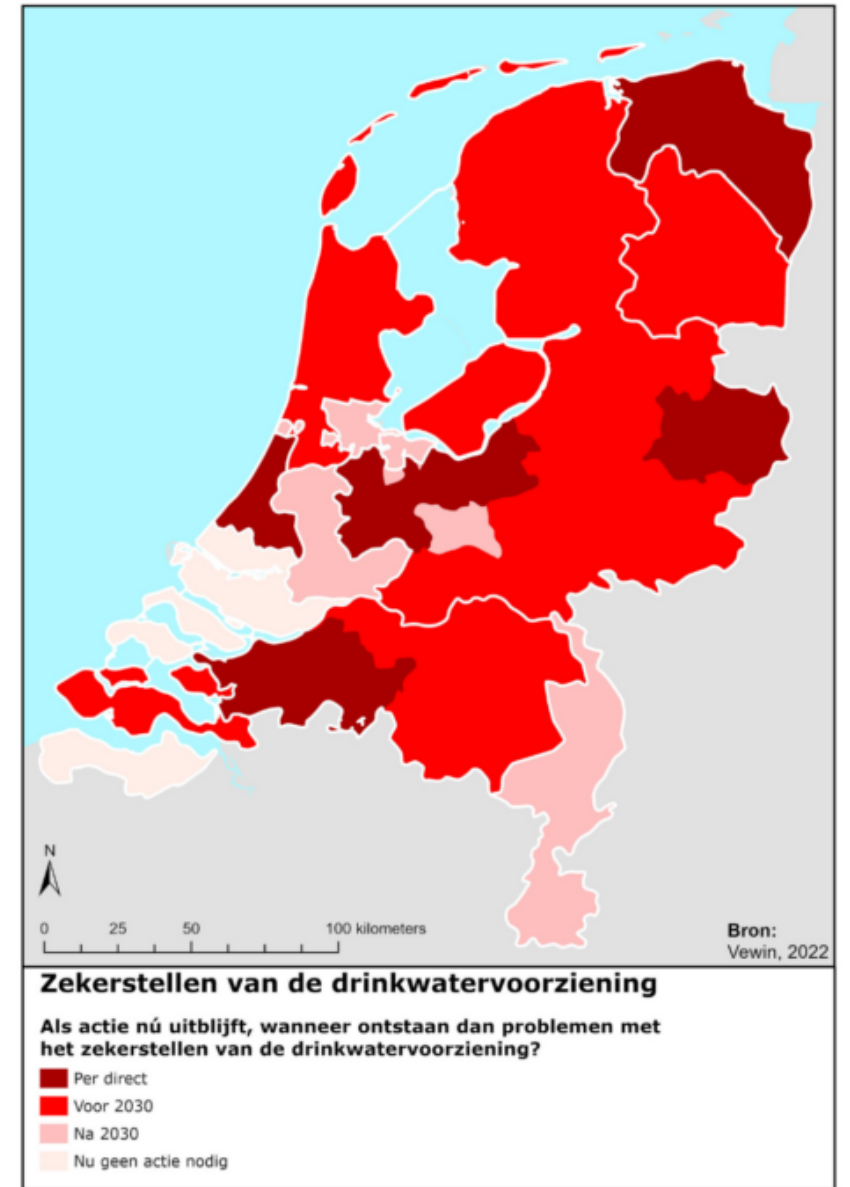 N
0 25 50 100 kilometers
Bron:
Vewin, 2022
Zekerstellen van de drinkwatervoorziening
Als actie nú uitblijft, wanneer ontstaan dan problemen met
het zekerstellen van de drinkwatervoorziening?
Per direct
Voor 2030
Na 2030
Nu geen actie nodig